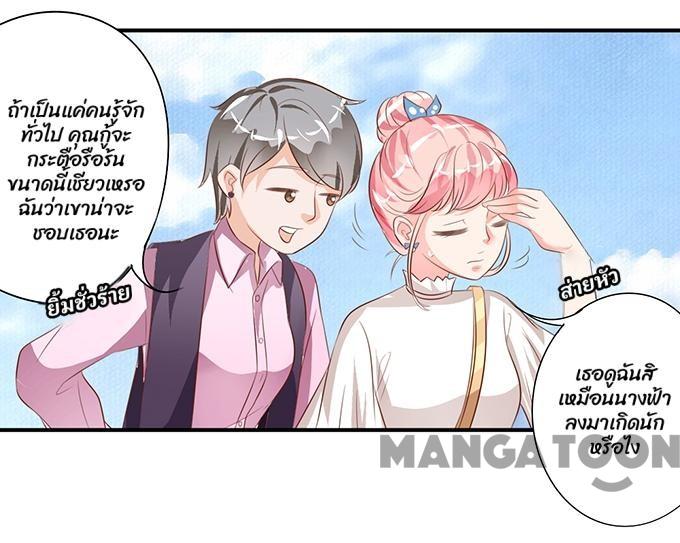 ถ้าเป็นแค่คนรู้จัก
ทั่วไป คุณกู้จะ
กระตือรือร้น
ขนาดนี้เชียวเหรอ
ฉันว่าเขาน่าจะ
ชอบเธอนะ
ยิ้มชั่วร้าย
ส่ายหัว
เธอดูฉันสิ
เหมือนนางฟ้า
ลงมาเกิดนัก
หรือไง
MANGATOON